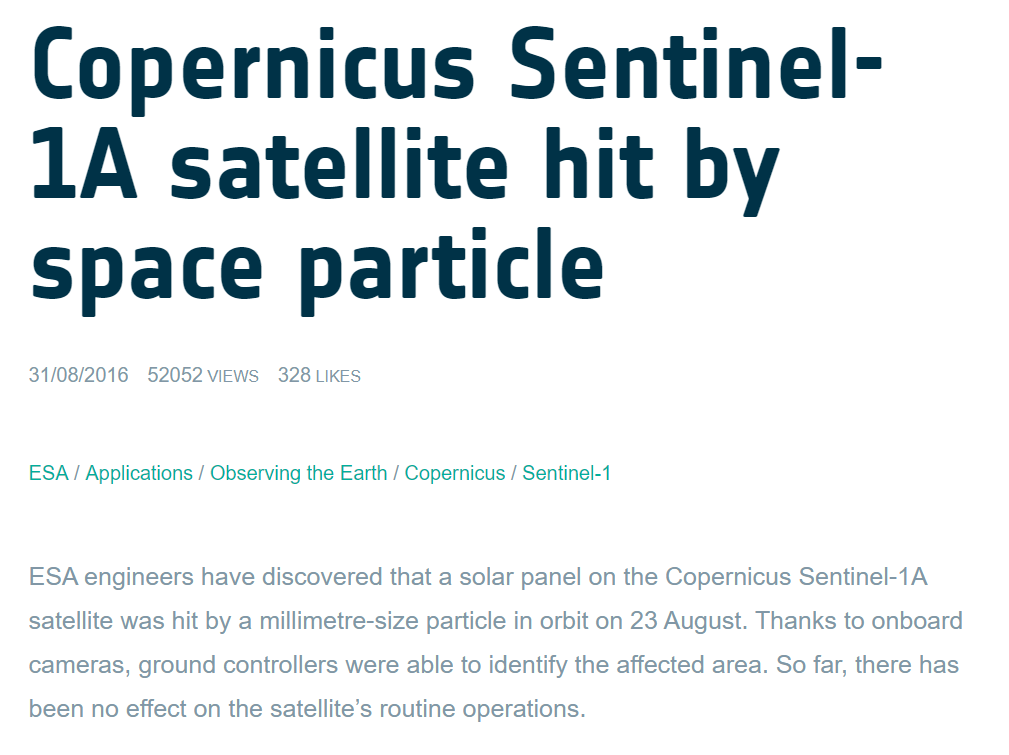 Copernicus Sentinel-
1A satellite hit by
space particle
31/08/2016 52052 VIEWS 328 LIKES
ESA / Applications / Observing the Earth / Copernicus / Sentinel-1
ESA engineers have discovered that a solar panel on the Copernicus Sentinel-1A
satellite was hit by a millimetre-size particle in orbit on 23 August. Thanks to onboard
cameras, ground controllers were able to identify the affected area. So far, there has
been no effect on the satellite’s routine operations.